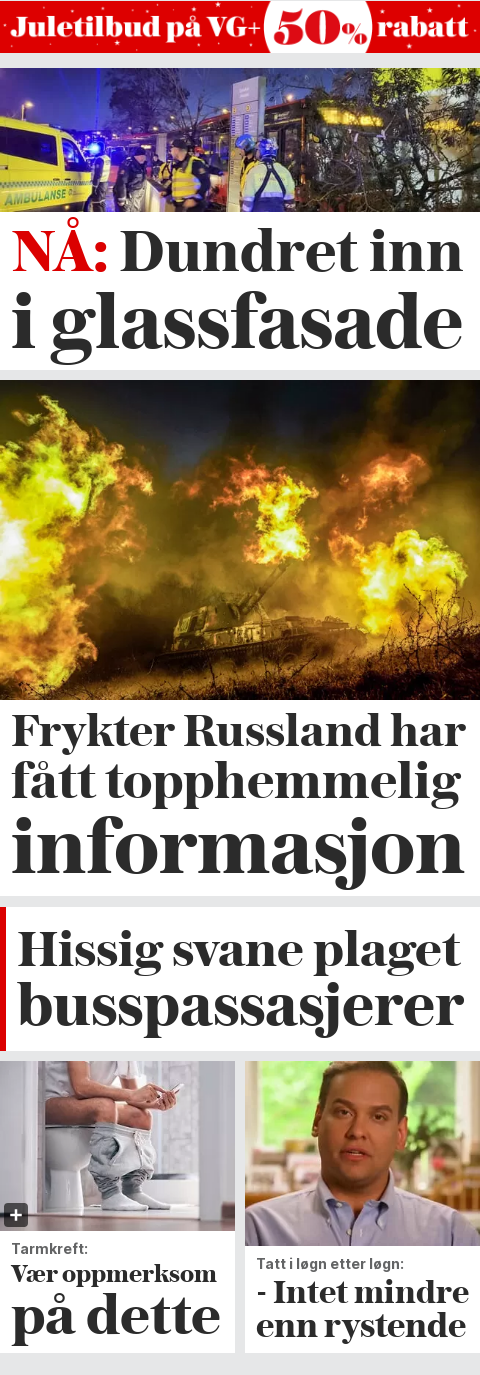 Juletilbud på VG+ 50% rabatt
AMBULANSE
NÅ: Dundret inn
i glassfasade
Frykter Russland har
fått topphemmelig
informasjon
Hissig svane plaget
busspassasjerer
Tarmkreft:
Vær oppmerksom
på dette
Tatt i løgn etter løgn:
- Intet mindre
enn rystende